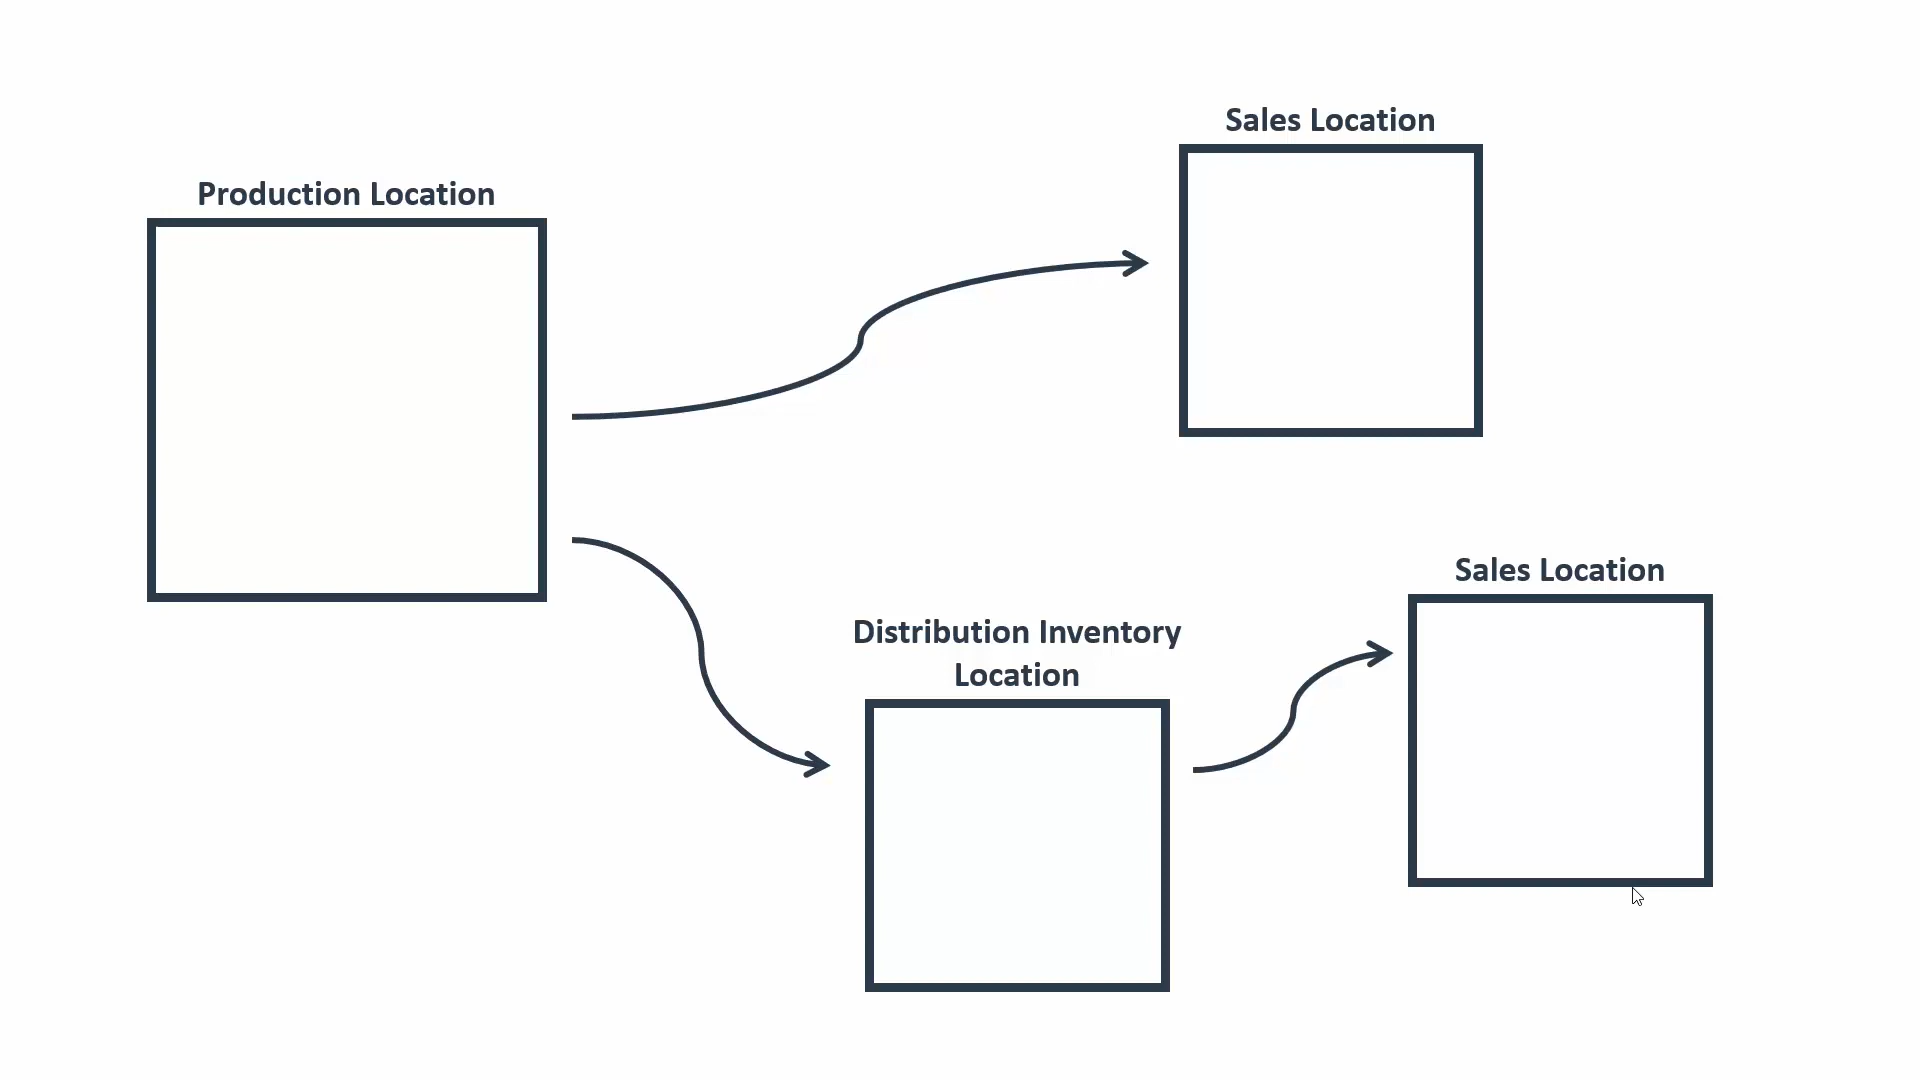 Sales Location
Production Location
Sales Location
Distribution Inventory
Location